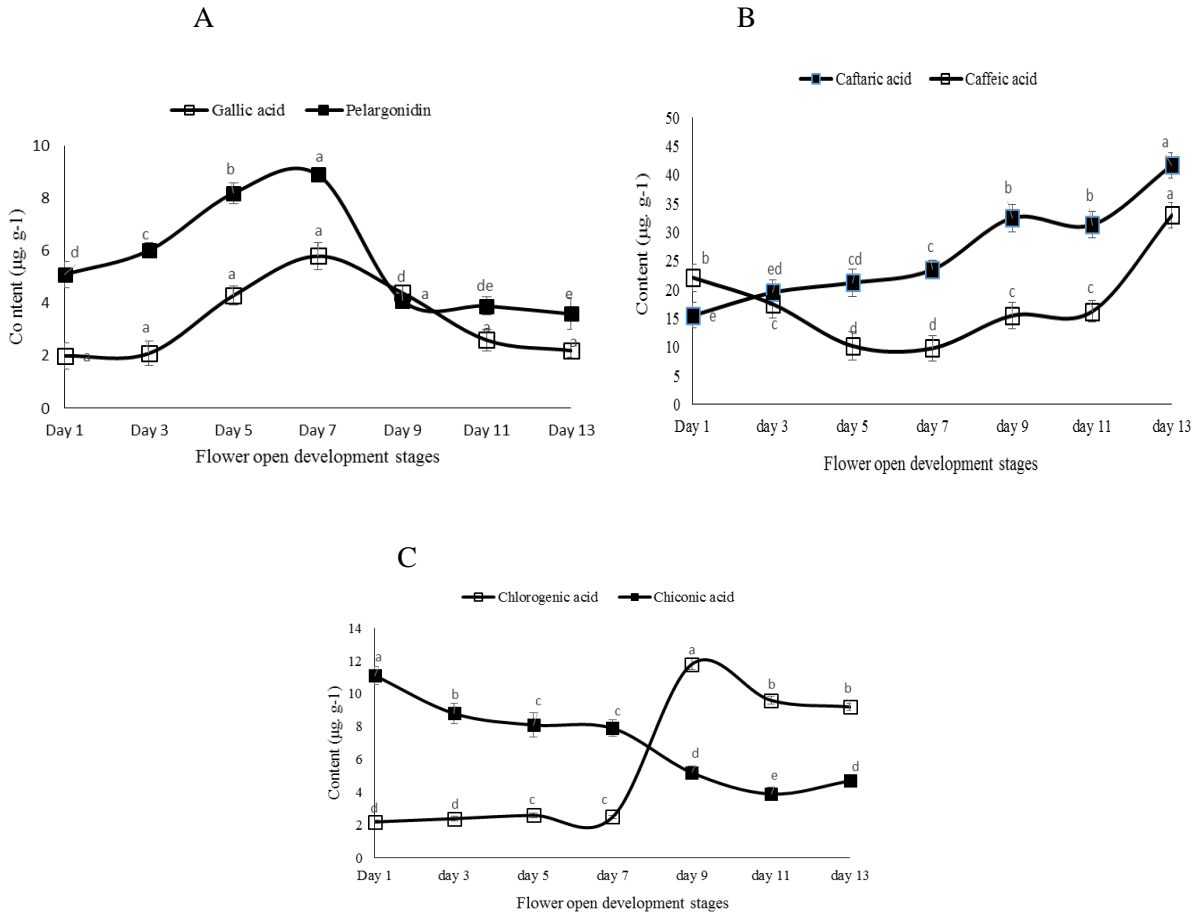 A
Gallic acid Pelargonidin
Content (µg. g-1)
10
8
6
4
2
0
d c b a d de e
a a a a a a a
Day 1 Day 3 Day 5 Day 7 Day 9 Day 11 Day 13
Flower open development stages
B
Caftaric acid Caffeic acid
Content (µg. g-1)
50
45
40
35
30
25
20
15
10
5
0
e ed cd c b b a
b c d d c c a
Day 1 day 3 day 5 day 7 day 9 day 11 day 13
Flower open development stages
C
Chlorogenic acid Chiconic acid
Content (µg. g-1)
14
12
10
8
6
4
2
0
a b c c d e d
d d c c a b b
Day 1 day 3 day 5 day 7 day 9 day 11 day 13
Flower open development stages